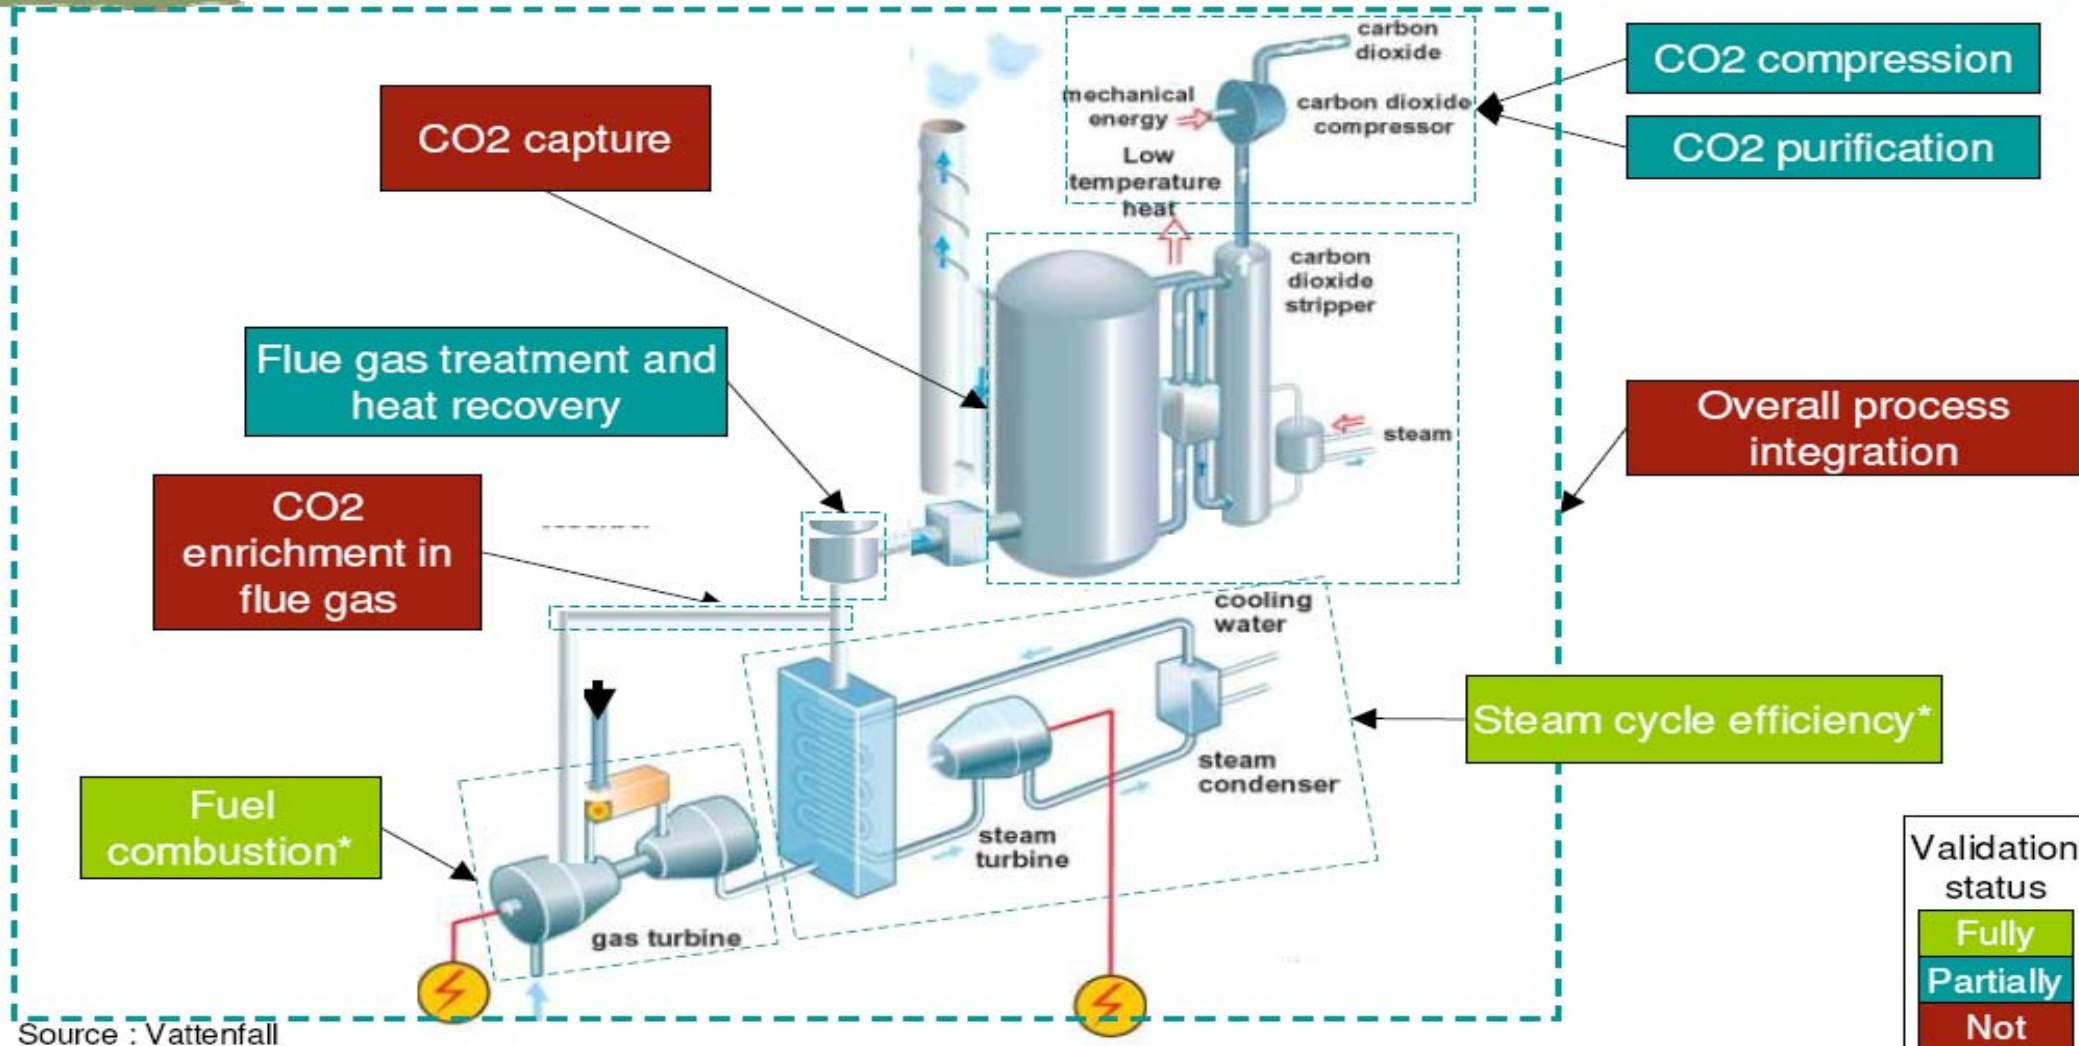 carbon
dioxide
CO2 compression
mechanical
energy
carbon dioxide
compressor
CO2 capture
CO2 purification
Low
temperature
heat
carbon
dioxide
stripper
Flue gas treatment and
heat recovery
Overall process
integration
steam
CO2
enrichment in
flue gas
cooling
water
Steam cycle efficiency*
steam
condenser
Fuel
combustion*
steam
turbine
gas turbine
Validation
status
Fully
Partially
Not
Source : Vattenfall